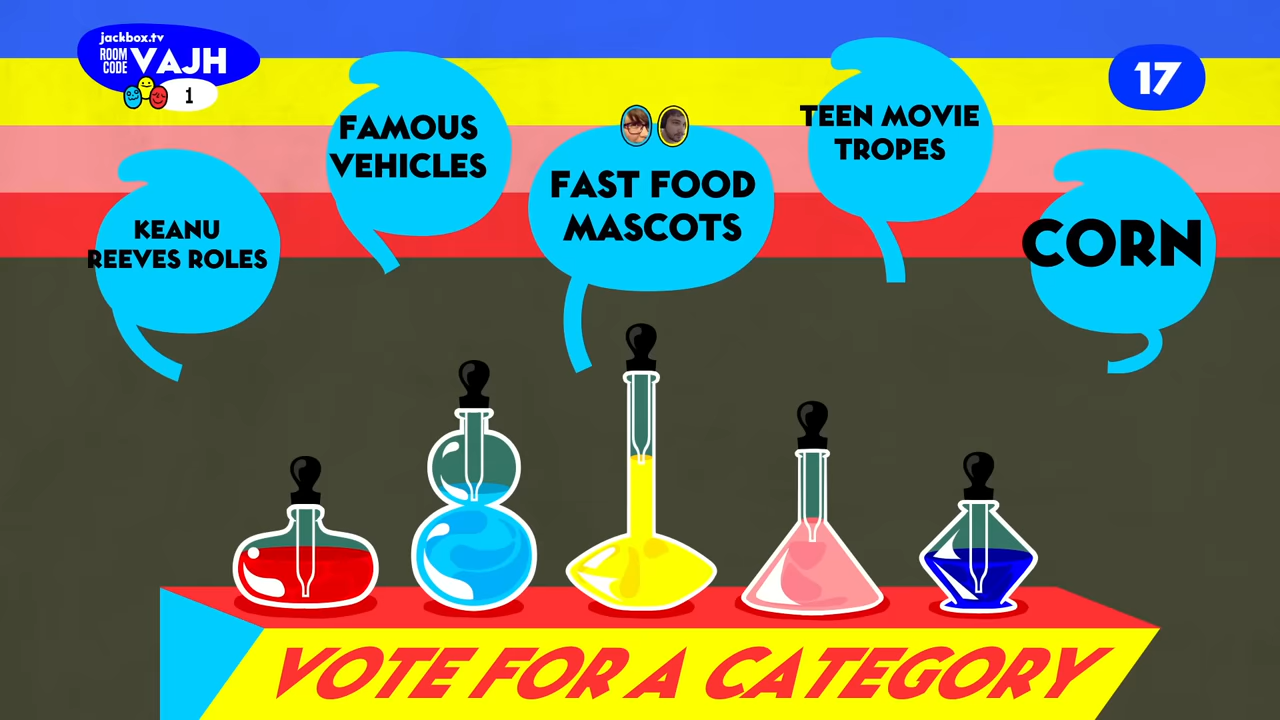 jackbox.tv
ROOM
CODE
VAJH
1
17
FAMOUS
VEHICLES
TEEN MOVIE
TROPES
FAST FOOD
MASCOTS
KEANU
REEVES ROLES
CORN
VOTE FOR A CATEGORY